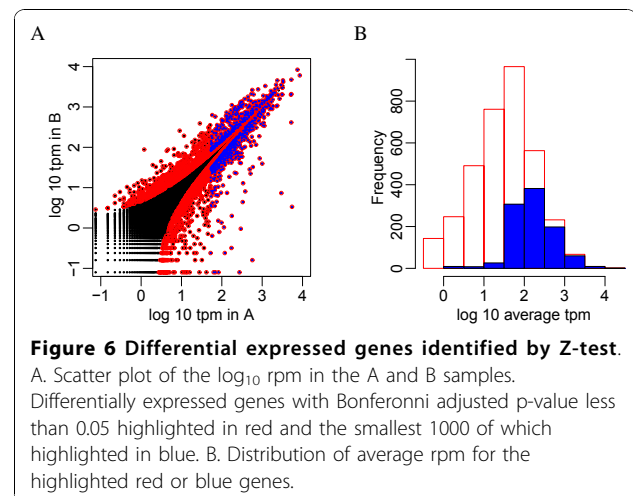 A
B
log 10 tpm in B
4
3
2
1
0
−1
−1 0 1 2 3 4
log 10 tpm in A
Frequency
800
600
400
200
0
0 1 2 3 4
log 10 average tpm
Figure 6 Differential expressed genes identified by Z-test.
A. Scatter plot of the log10 rpm in the A and B samples.
Differentially expressed genes with Bonferonni adjusted p-value less
than 0.05 highlighted in red and the smallest 1000 of which
highlighted in blue. B. Distribution of average rpm for the
highlighted red or blue genes.